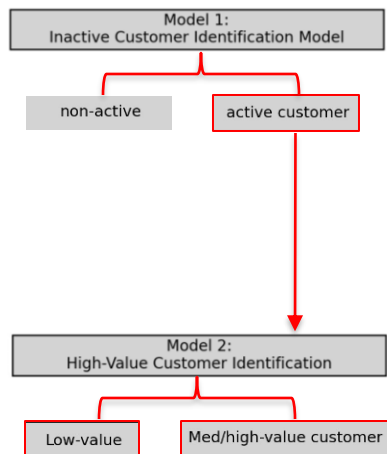 Model 1:
Inactive Customer Identification Model
non-active
active customer
Model 2:
High-Value Customer Identification
Low-value
Med/high-value customer